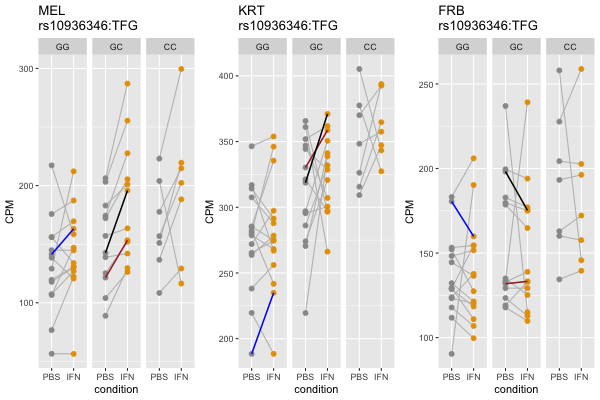 MEL
rs10936346:TFG
GG GC CC
300
200
100
CPM
PBS IFN PBS IFN PBS IFN
condition
KRT
rs10936346:TFG
GG GC CC
400
350
300
250
200
CPM
PBS IFN PBS IFN PBS IFN
condition
FRB
rs10936346:TFG
GG GC CC
250
200
150
100
CPM
PBS IFN PBS IFN PBS IFN
condition